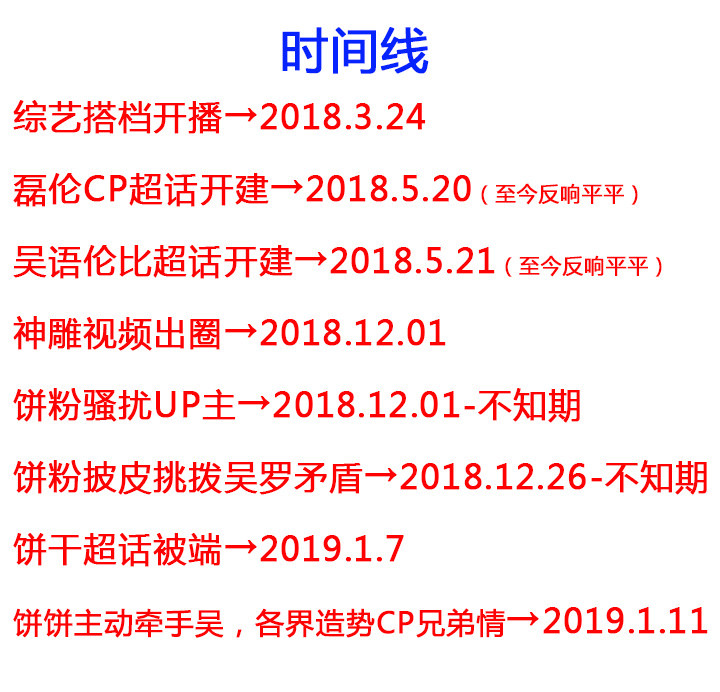 时间线
综艺搭档开播→2018.3.24
磊伦CP超话开建→2018.5.20（至今反响平平）
吴语伦比超话开建→2018.5.21（至今反响平平）
神雕视频出圈→2018.12.01
饼粉骚扰UP主→2018.12.01-不知期
饼粉披皮挑拨吴罗矛盾→2018.12.26-不知期
饼干超话被端→2019.1.7
饼饼主动牵手吴，各界造势CP兄弟情→2019.1.11